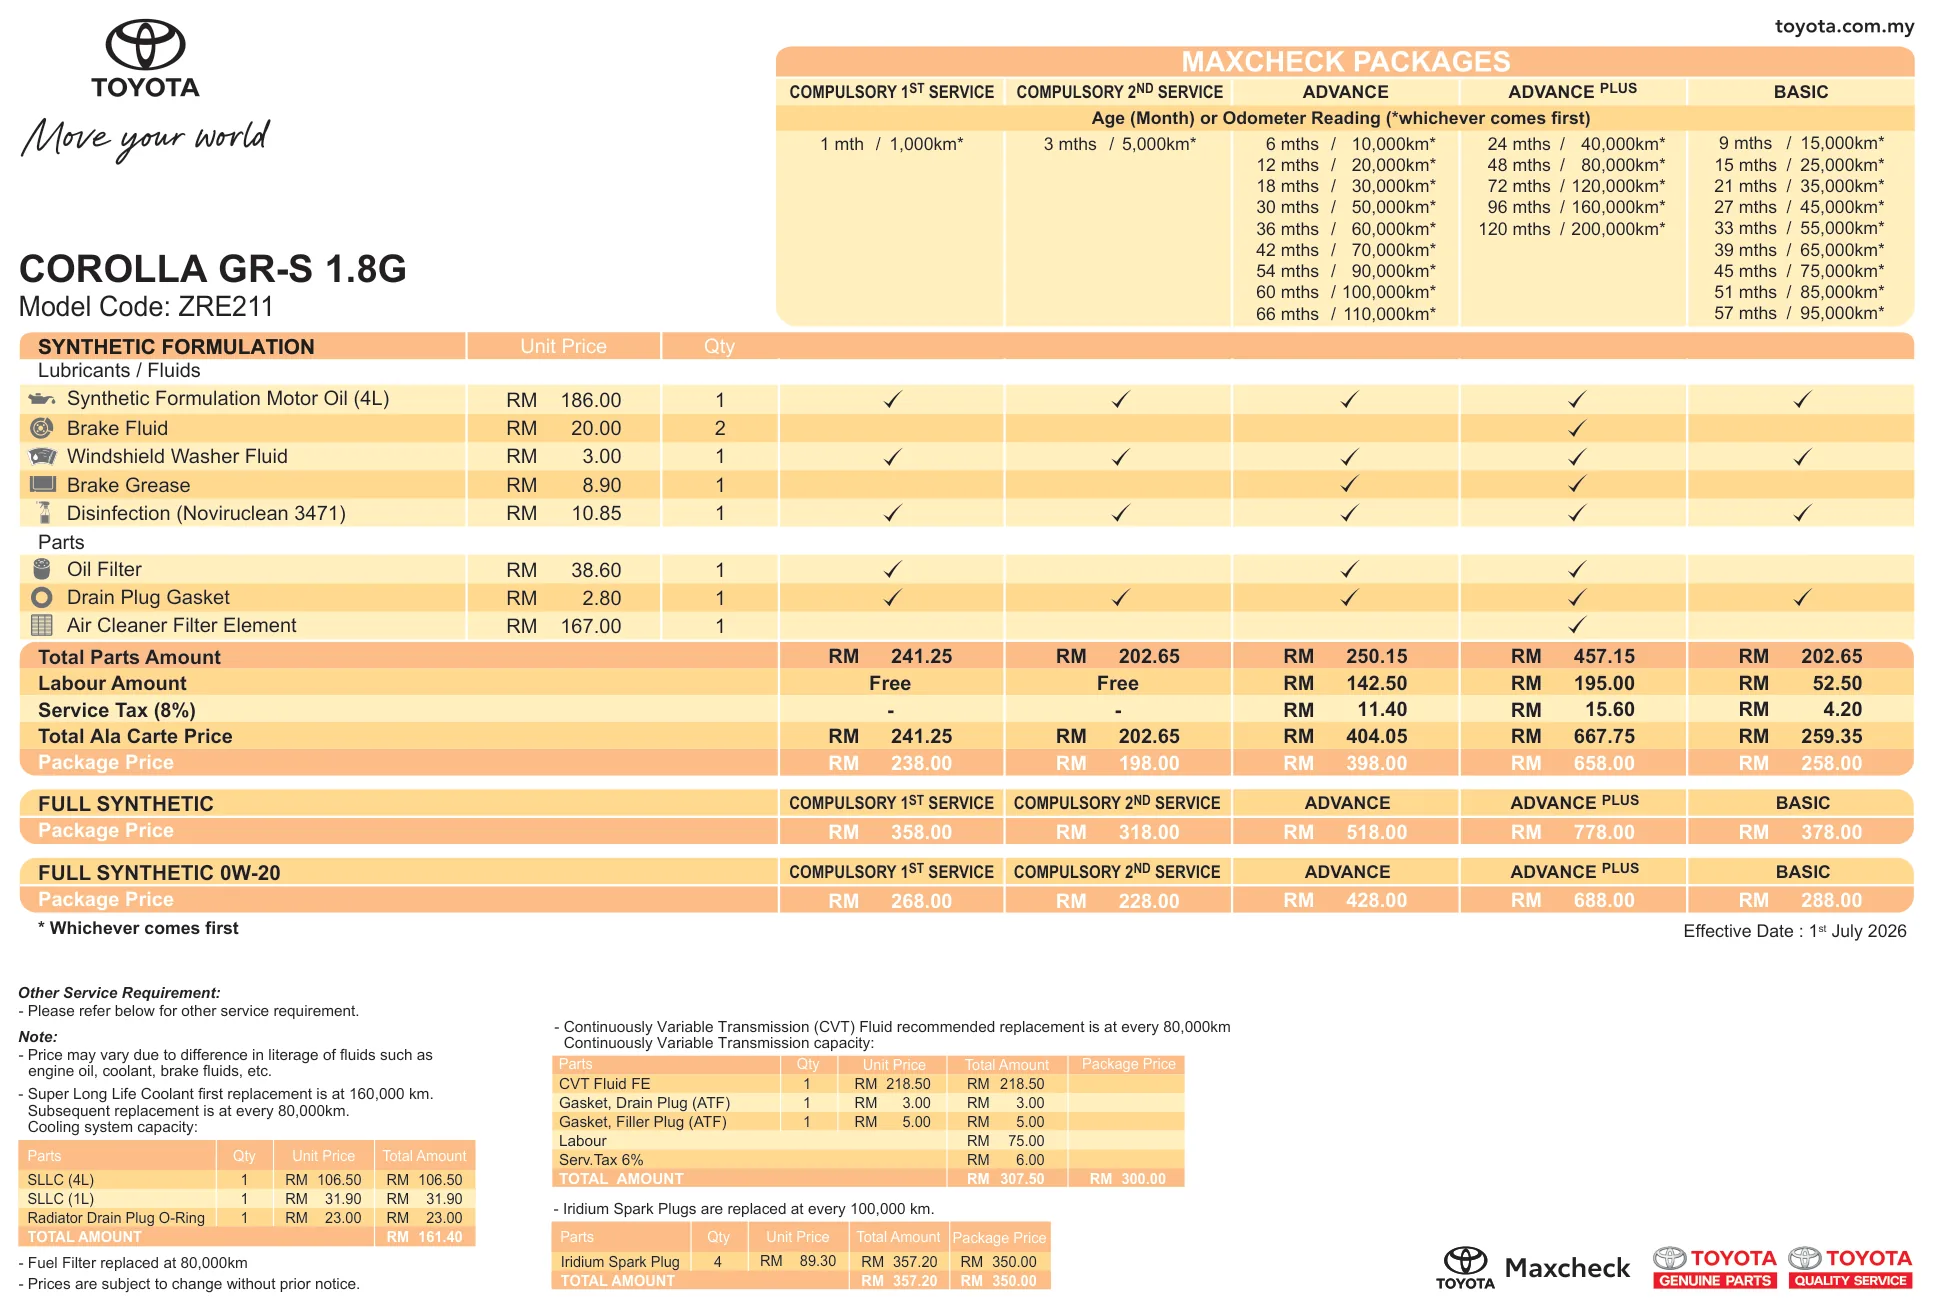 toyota.com.my
TOYOTA
Move your world
COROLLA GR-S 1.8G
Model Code: ZRE211
MAXCHECK PACKAGES
COMPULSORY 1ST SERVICE COMPULSORY 2ND SERVICE ADVANCE ADVANCE PLUS BASIC
Age (Month) or Odometer Reading (*whichever comes first)
1 mth / 1,000km* 3 mths / 5,000km* 6 mths / 10,000km* 24 mths / 40,000km* 9 mths / 15,000km*
12 mths / 20,000km* 48 mths / 80,000km* 15 mths / 25,000km*
18 mths / 30,000km* 72 mths / 120,000km* 21 mths / 35,000km*
30 mths / 50,000km* 96 mths / 160,000km* 27 mths / 45,000km*
36 mths / 60,000km* 120 mths / 200,000km* 33 mths / 55,000km*
42 mths / 70,000km* 39 mths / 65,000km*
54 mths / 90,000km* 45 mths / 75,000km*
60 mths / 100,000km* 51 mths / 85,000km*
66 mths / 110,000km* 57 mths / 95,000km*
SYNTHETIC FORMULATION Unit Price Qty
Lubricants / Fluids
Synthetic Formulation Motor Oil (4L) RM 186.00 1 ✓ ✓ ✓ ✓ ✓
Brake Fluid RM 20.00 2 ✓
Windshield Washer Fluid RM 3.00 1 ✓ ✓ ✓ ✓ ✓
Brake Grease RM 8.90 1 ✓ ✓
Disinfection (Noviruclean 3471) RM 10.85 1 ✓ ✓ ✓ ✓ ✓
Parts
Oil Filter RM 38.60 1 ✓ ✓ ✓
Drain Plug Gasket RM 2.80 1 ✓ ✓ ✓ ✓ ✓
Air Cleaner Filter Element RM 167.00 1 ✓
Total Parts Amount RM 241.25 RM 202.65 RM 250.15 RM 457.15 RM 202.65
Labour Amount Free Free RM 142.50 RM 195.00 RM 52.50
Service Tax (8%) - - RM 11.40 RM 15.60 RM 4.20
Total Ala Carte Price RM 241.25 RM 202.65 RM 404.05 RM 667.75 RM 259.35
Package Price RM 238.00 RM 198.00 RM 398.00 RM 658.00 RM 258.00
FULL SYNTHETIC COMPULSORY 1ST SERVICE COMPULSORY 2ND SERVICE ADVANCE ADVANCE PLUS BASIC
Package Price RM 358.00 RM 318.00 RM 518.00 RM 778.00 RM 378.00
FULL SYNTHETIC 0W-20 COMPULSORY 1ST SERVICE COMPULSORY 2ND SERVICE ADVANCE ADVANCE PLUS BASIC
Package Price RM 268.00 RM 228.00 RM 428.00 RM 688.00 RM 288.00
* Whichever comes first
Effective Date : 1st July 2026
Other Service Requirement:
- Please refer below for other service requirement.
Note:
- Price may vary due to difference in literage of fluids such as
engine oil, coolant, brake fluids, etc.
- Super Long Life Coolant first replacement is at 160,000 km.
Subsequent replacement is at every 80,000km.
Cooling system capacity:
Parts Qty Unit Price Total Amount
SLLC (4L) 1 RM 106.50 RM 106.50
SLLC (1L) 1 RM 31.90 RM 31.90
Radiator Drain Plug O-Ring 1 RM 23.00 RM 23.00
TOTAL AMOUNT RM 161.40
- Fuel Filter replaced at 80,000km
- Prices are subject to change without prior notice.
- Continuously Variable Transmission (CVT) Fluid recommended replacement is at every 80,000km
Continuously Variable Transmission capacity:
Parts Qty Unit Price Total Amount Package Price
CVT Fluid FE 1 RM 218.50 RM 218.50
Gasket, Drain Plug (ATF) 1 RM 3.00 RM 3.00
Gasket, Filler Plug (ATF) 1 RM 5.00 RM 5.00
Labour RM 75.00
Serv.Tax 6% RM 6.00
TOTAL AMOUNT RM 307.50 RM 300.00
- Iridium Spark Plugs are replaced at every 100,000 km.
Parts Qty Unit Price Total Amount Package Price
Iridium Spark Plug 4 RM 89.30 RM 357.20 RM 350.00
TOTAL AMOUNT RM 357.20 RM 350.00
TOYOTA Maxcheck
TOYOTA GENUINE PARTS
TOYOTA QUALITY SERVICE